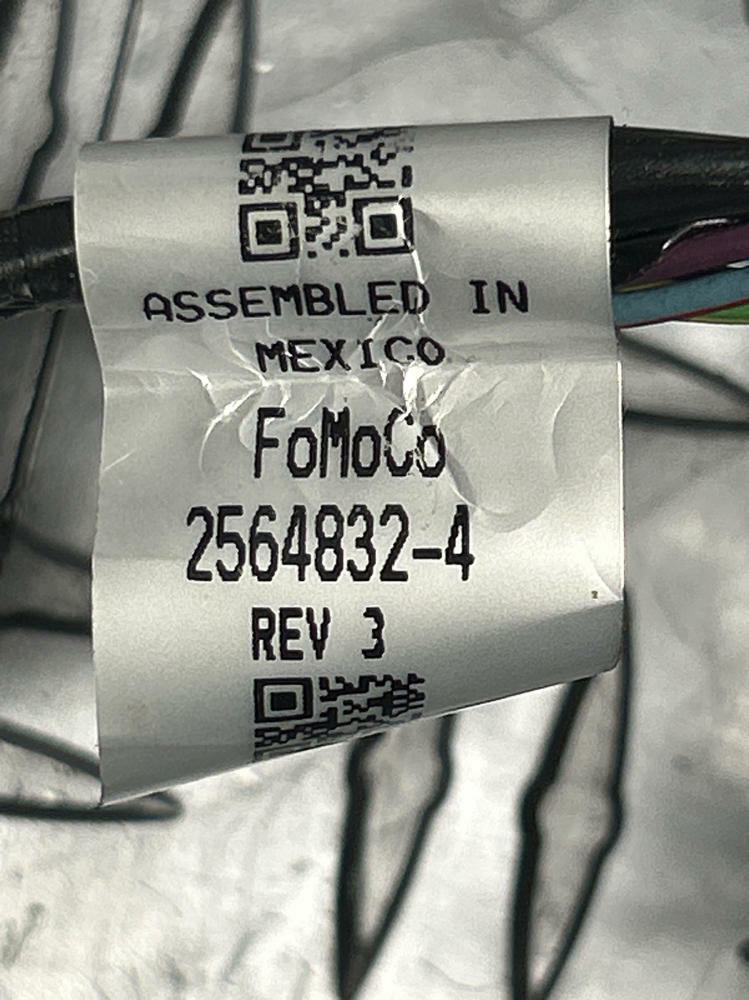 ASSEMBLED IN
MEXICO
FoMoCo
2564832-4
REV 3